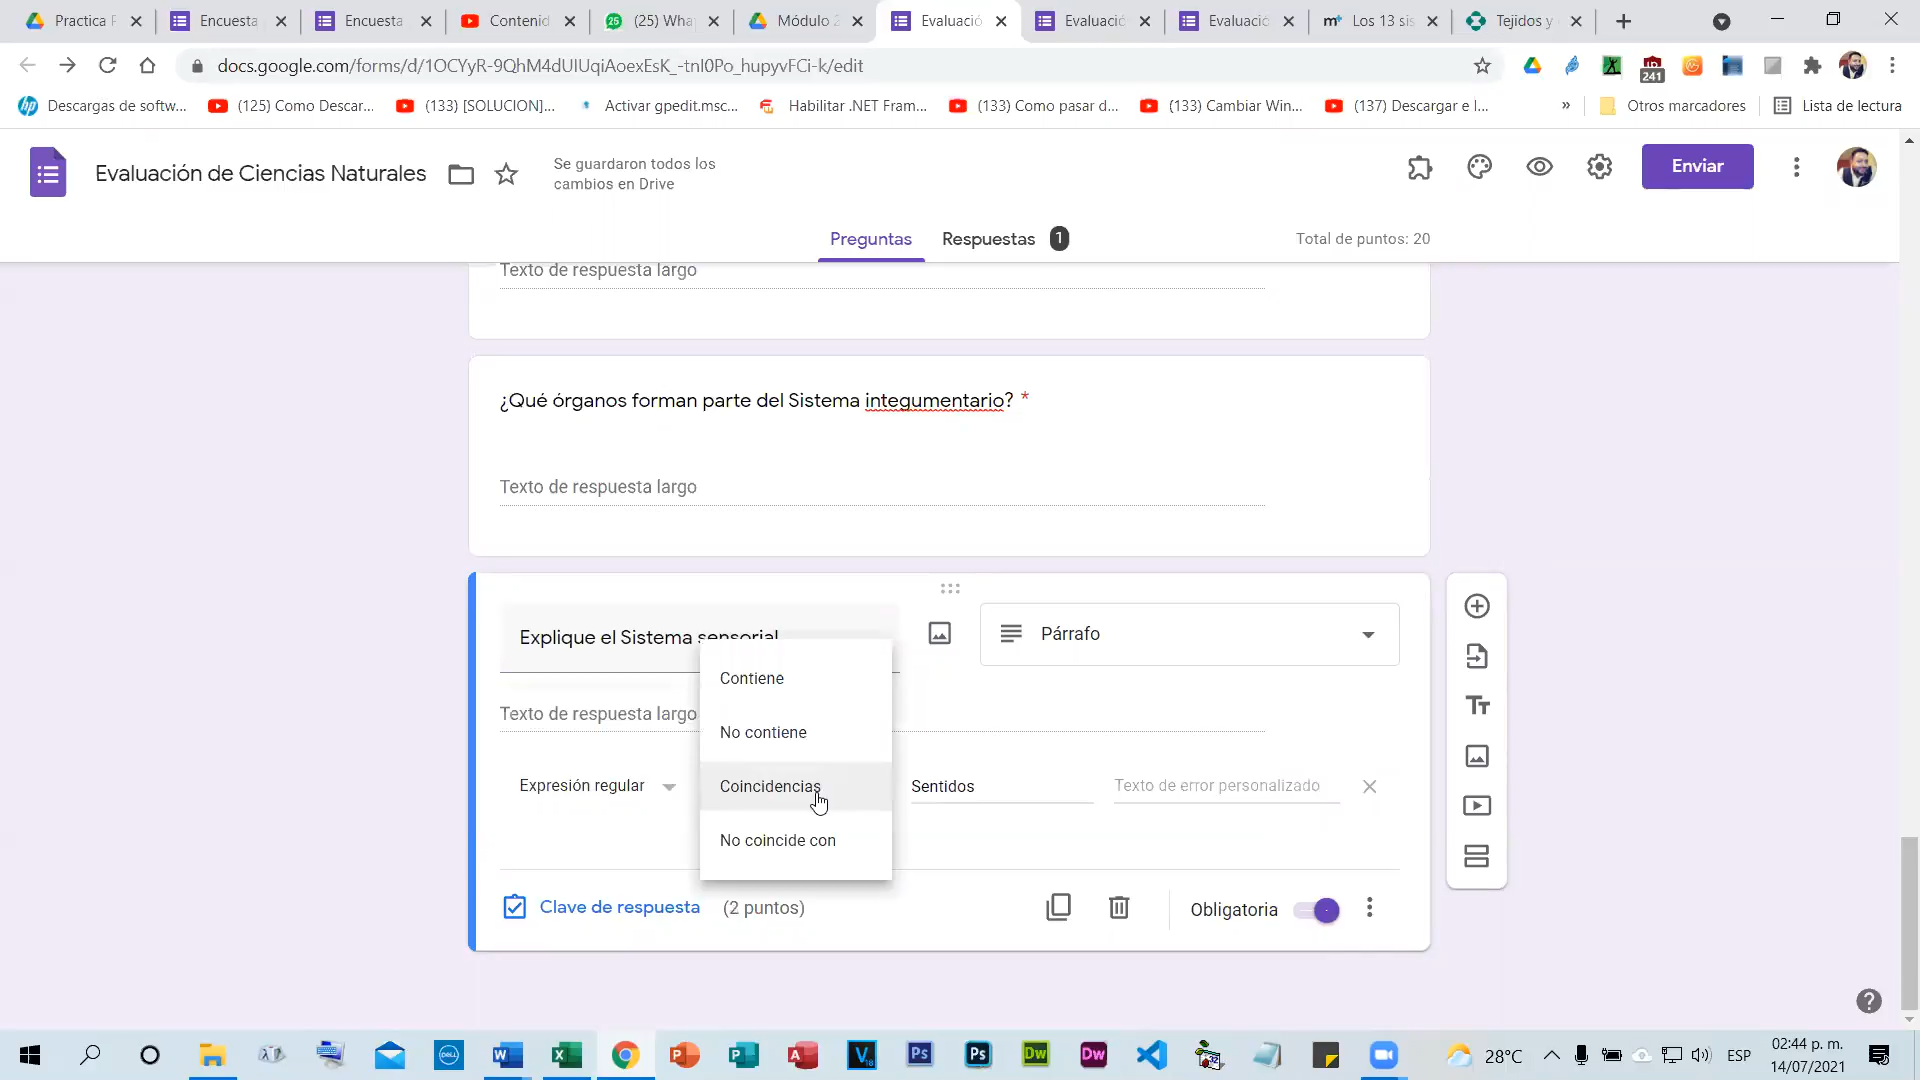 Practica F
Encuesta
Encuesta
Contenid
(25) Wha
Módulo 2
Evaluació
Evaluació
Evaluació
Los 13 sis
Tejidos y
docs.google.com/forms/d/1OCYyR-9QhM4dUIUqiAoexEsK_-tnI0Po_hupyvFCi-k/edit
241
Descargas de softw...
(125) Como Descar...
(133) [SOLUCION]...
Activar gpedit.msc...
Habilitar .NET Fram...
(133) Como pasar d...
(133) Cambiar Win...
(137) Descargar e I...
»
Otros marcadores
Lista de lectura
Evaluación de Ciencias Naturales
Se guardaron todos los
cambios en Drive
Enviar
Preguntas
Respuestas 1
Total de puntos: 20
Texto de respuesta largo
¿Qué órganos forman parte del Sistema integumentario? *
Texto de respuesta largo
Explique el Sistema sensorial
Párrafo
Contiene
Texto de respuesta largo
No contiene
Expresión regular
Coincidencias
Sentidos
Texto de error personalizado
No coincide con
Clave de respuesta
(2 puntos)
Obligatoria
28°C
ESP
02:44 p. m.
14/07/2021